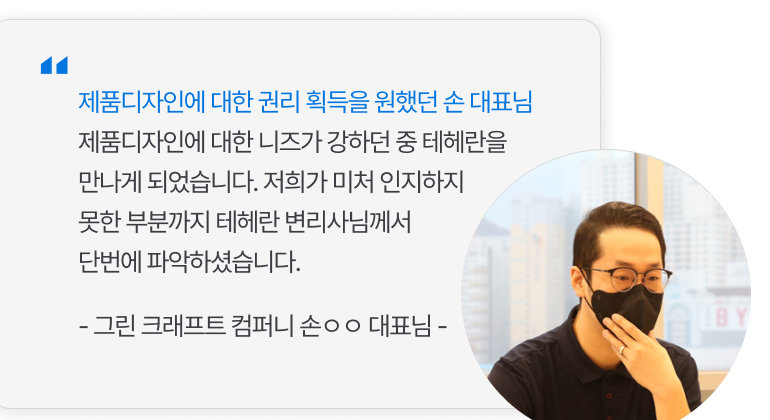 제품디자인에 대한 권리 획득을 원했던 손 대표님
제품디자인에 대한 니즈가 강하던 중 테헤란을
만나게 되었습니다. 저희가 미처 인지하지
못한 부분까지 테헤란 변리사님께서
단번에 파악하셨습니다.
- 그린 크래프트 컴퍼니 손ㅇㅇ 대표님 -
BY